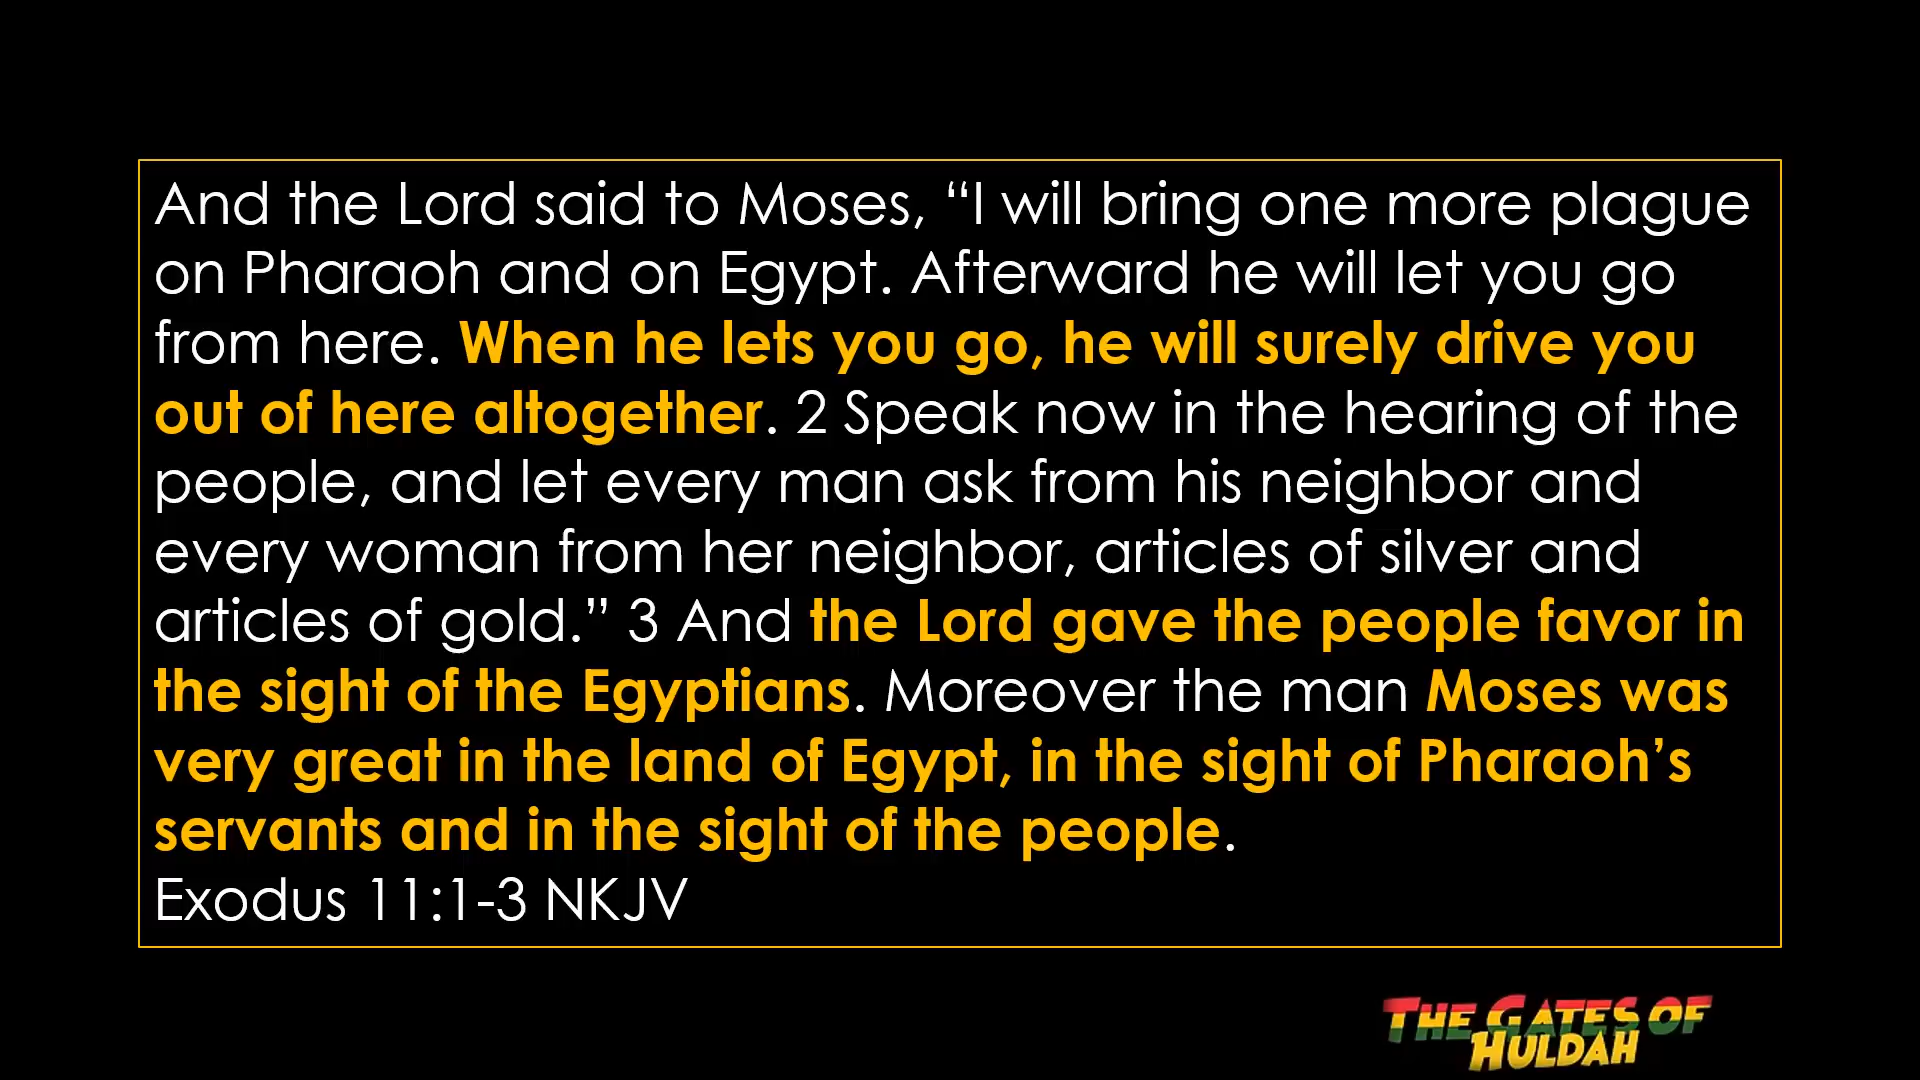 And the Lord said to Moses, “I will bring one more plague
on Pharaoh and on Egypt. Afterward he will let you go
from here. When he lets you go, he will surely drive you
out of here altogether. 2 Speak now in the hearing of the
people, and let every man ask from his neighbor and
every woman from her neighbor, articles of silver and
articles of gold.” 3 And the Lord gave the people favor in
the sight of the Egyptians. Moreover the man Moses was
very great in the land of Egypt, in the sight of Pharaoh’s
servants and in the sight of the people.
Exodus 11:1-3 NKJV
THE GATES OF
HULDAH